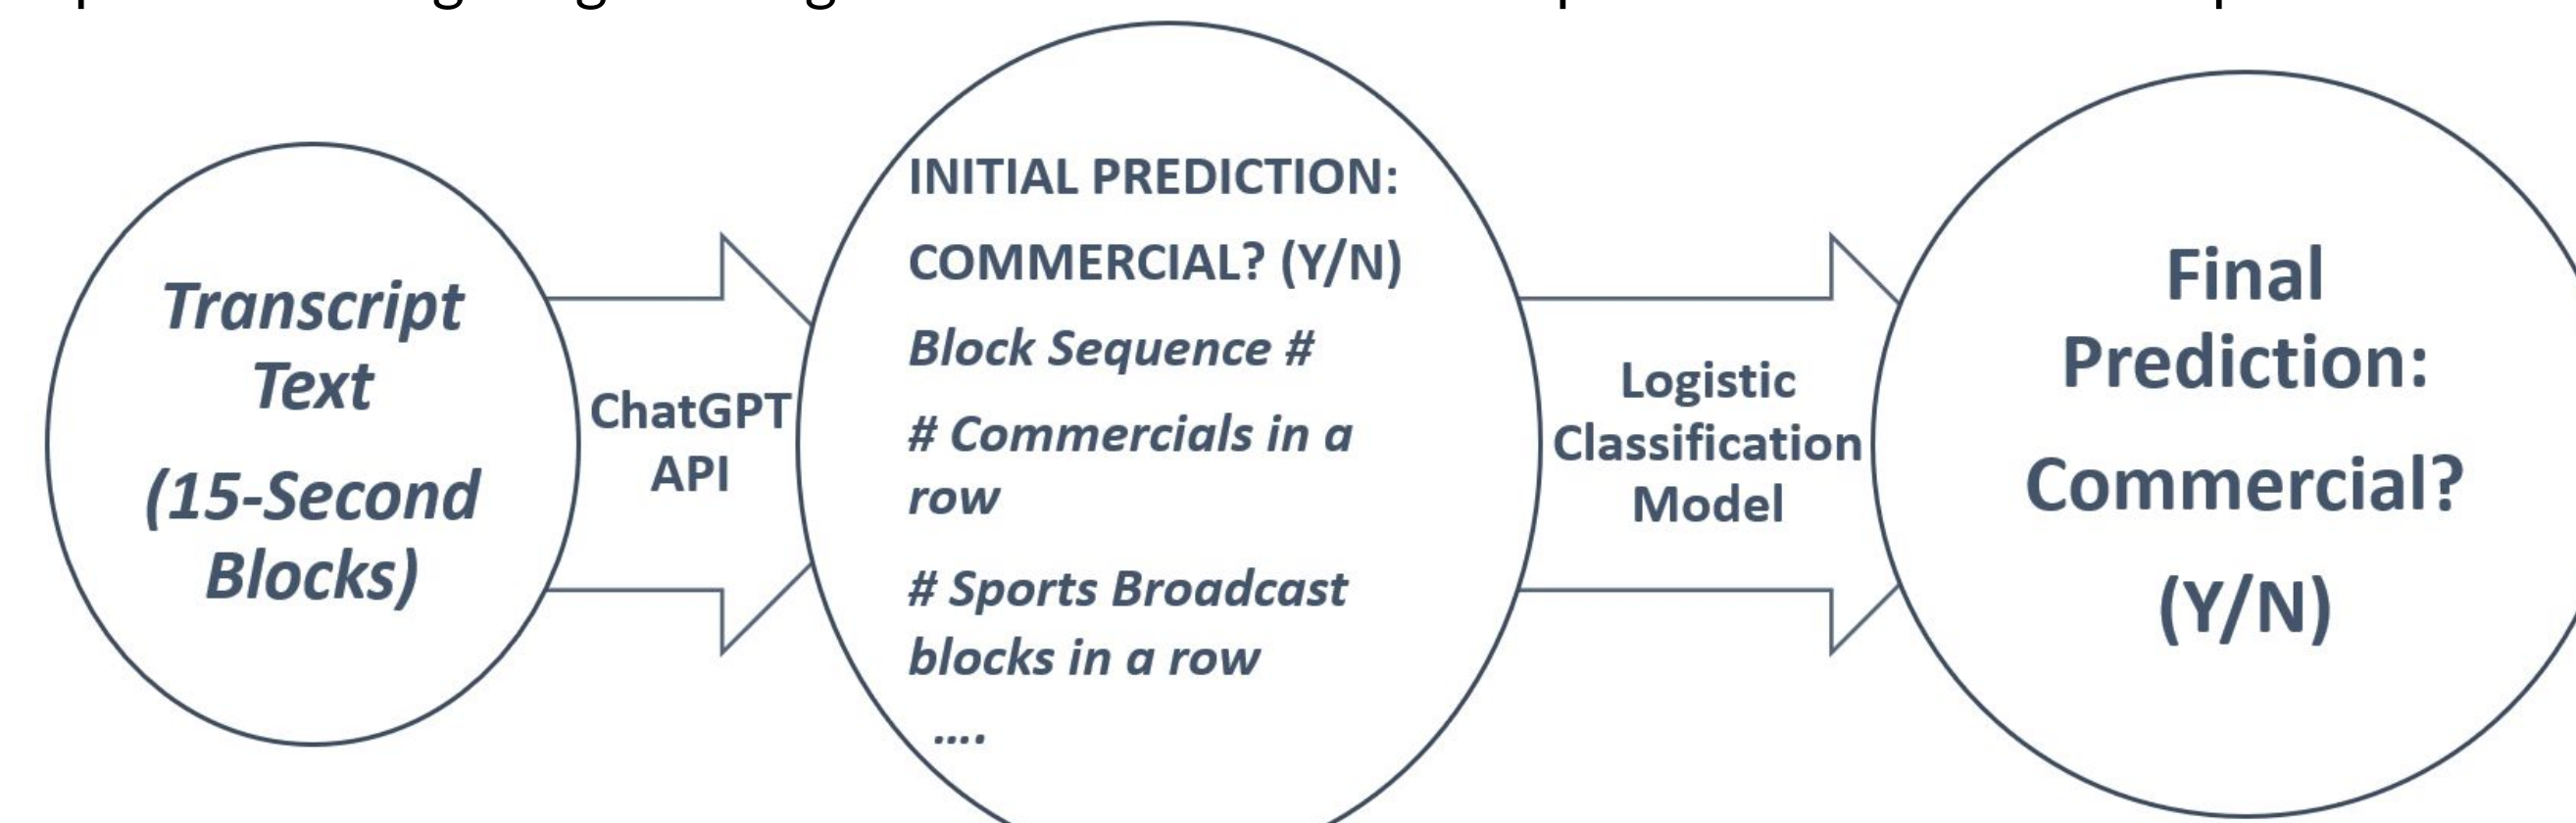 Transcript
Text
(15-Second
Blocks)
ChatGPT
API
INITIAL PREDICTION:
COMMERCIAL? (Y/N)
Block Sequence #
# Commercials in a
row
# Sports Broadcast
blocks in a row
....
Logistic
Classification
Model
Final
Prediction:
Commercial?
(Y/N)